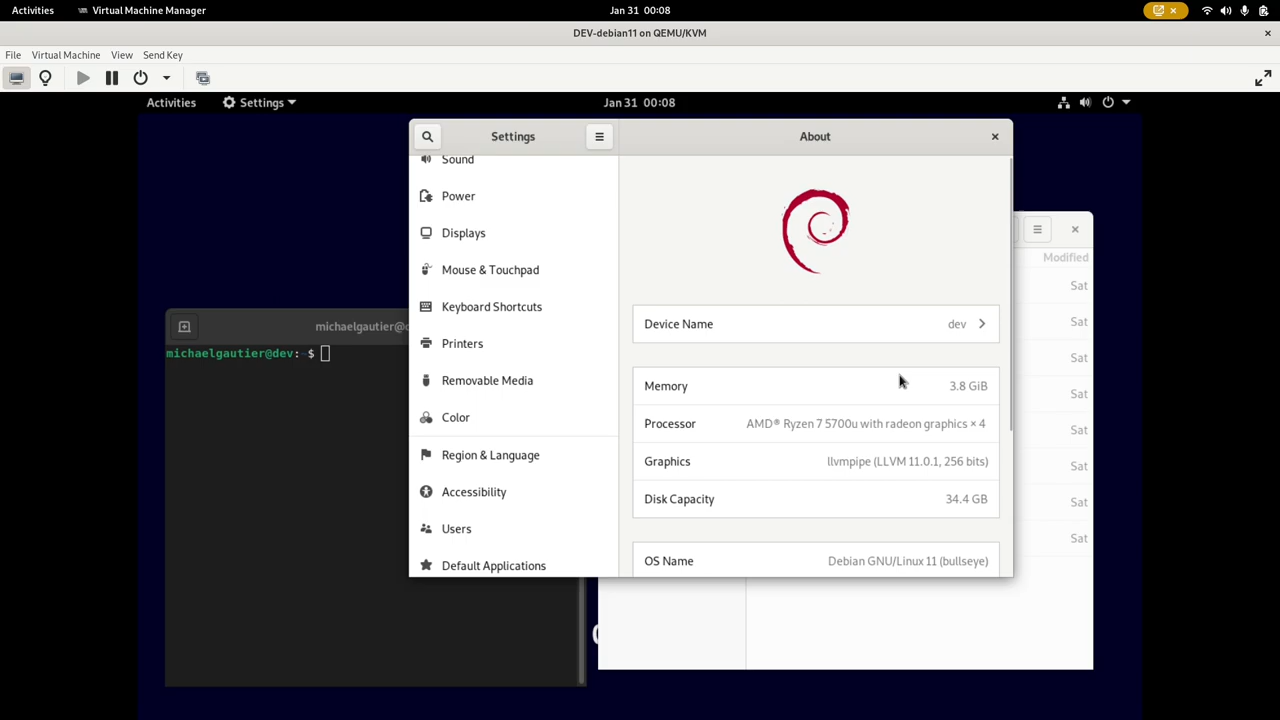 Activities Virtual Machine Manager Jan 31 00:08
DEV-debian11 on QEMU/KVM
File Virtual Machine View Send Key
Activities Settings Jan 31 00:08
Settings About
Sound
Power
Displays
Mouse & Touchpad
Keyboard Shortcuts
Printers
Removable Media
Color
Region & Language
Accessibility
Users
Default Applications
Device Name dev
Memory 3.8 GiB
Processor AMD® Ryzen 7 5700u with radeon graphics × 4
Graphics llvmpipe (LLVM 11.0.1, 256 bits)
Disk Capacity 34.4 GB
OS Name Debian GNU/Linux 11 (bullseye)
michaelgautier@
michaelgautier@dev:~$
Modified
Sat
Sat
Sat
Sat
Sat
Sat
Sat
Sat